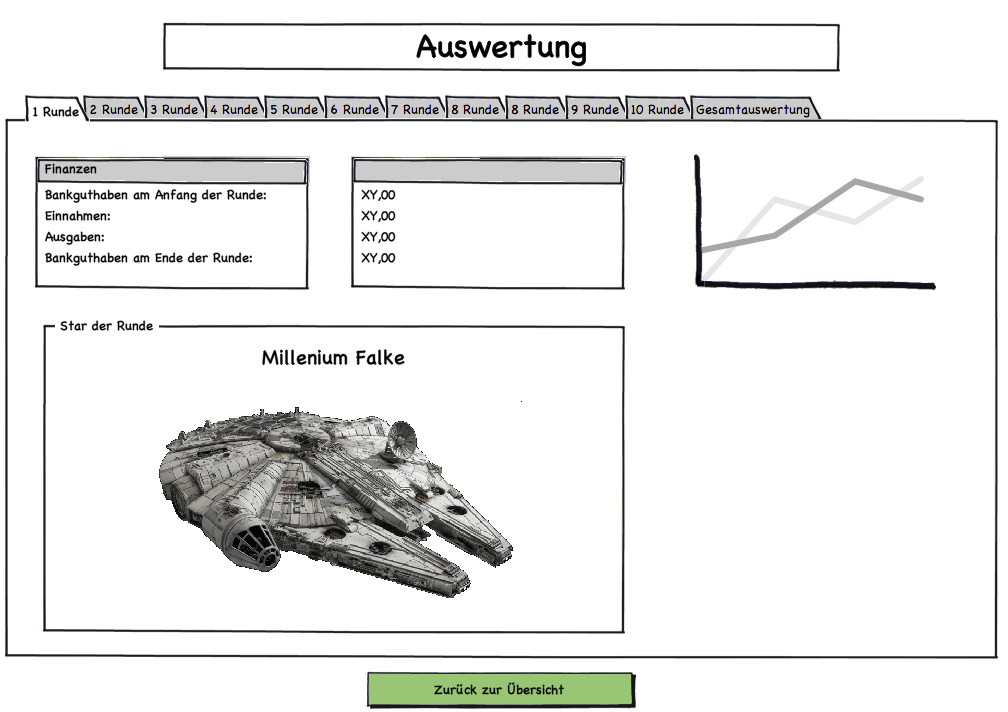 Auswertung
1 Runde 2 Runde 3 Runde 4 Runde 5 Runde 6 Runde 7 Runde 8 Runde 8 Runde 9 Runde 10 Runde Gesamtauswertung
Finanzen
Bankguthaben am Anfang der Runde: XY,00
Einnahmen: XY,00
Ausgaben: XY,00
Bankguthaben am Ende der Runde: XY,00
Star der Runde
Millenium Falke
Zurück zur Übersicht